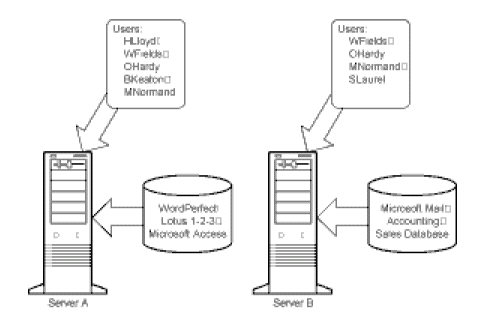 Users:
HLloyd
WFields
OHardy
BKeaton
MNormand
Users:
WFields
OHardy
MNormand
SLaurel
WordPerfect
Lotus 1-2-3
Microsoft Access
Microsoft Mail
Accounting
Sales Database
Server A
Server B